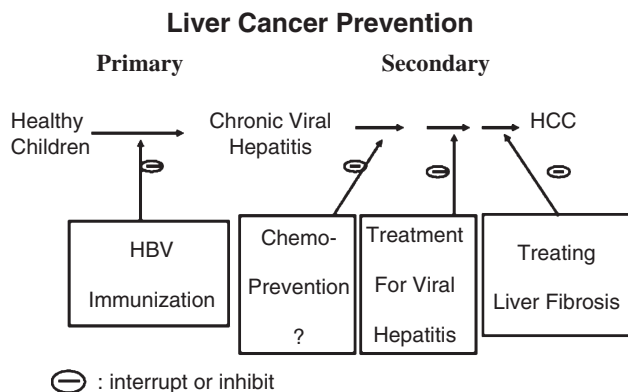 Liver Cancer Prevention
Primary
Secondary
Healthy
Children
Chronic Viral
Hepatitis
HCC
HBV
Immunization
Chemo-
Prevention
?
Treatment
For Viral
Hepatitis
Treating
Liver Fibrosis
: interrupt or inhibit